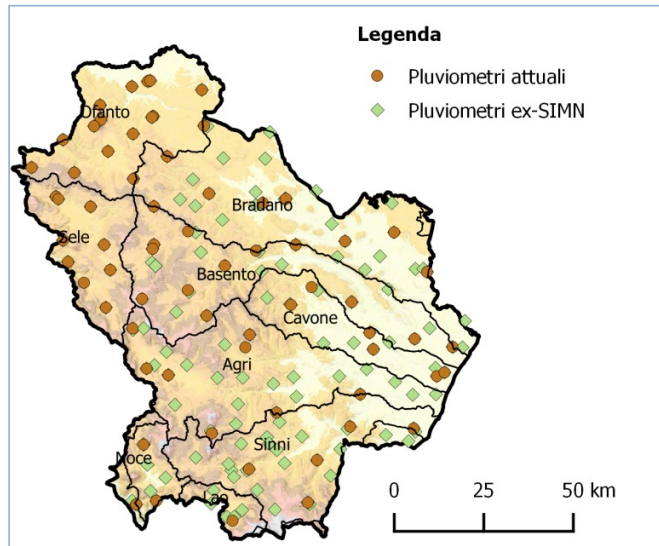 Legenda
Pluviometri attuali
Pluviometri ex-SIMN
Ofanto
Bradano
Sele
Basento
Cavone
Agri
Sinni
Noce
Lao
0 25 50 km